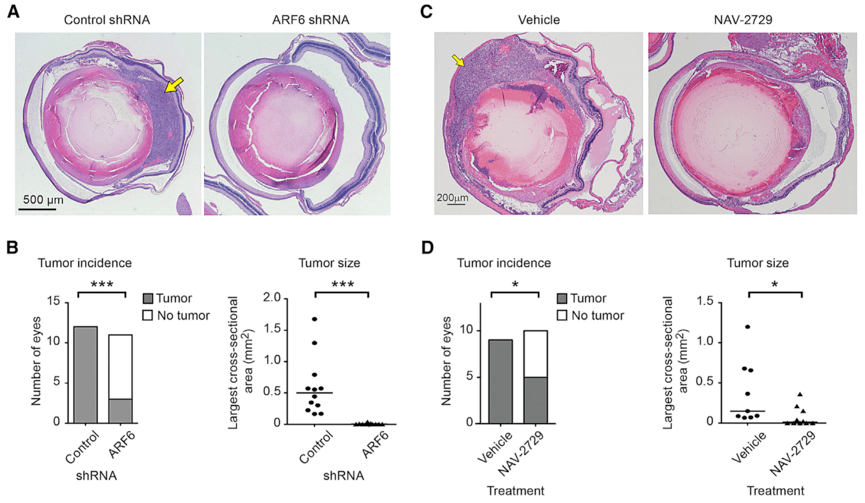 A
Control shRNA
ARF6 shRNA
500 µm
C
Vehicle
NAV-2729
200µm
B
Tumor incidence
***
Tumor
No tumor
15
10
5
0
Number of eyes
Control
ARF6
shRNA
Tumor size
***
2.0
1.5
1.0
0.5
0.0
Largest cross-sectional
area (mm2)
Control
ARF6
shRNA
D
Tumor incidence
*
Tumor
No tumor
10
5
0
Number of eyes
Vehicle
NAV-2729
Treatment
Tumor size
*
1.5
1.0
0.5
0.0
Largest cross-sectional
area (mm2)
Vehicle
NAV-2729
Treatment